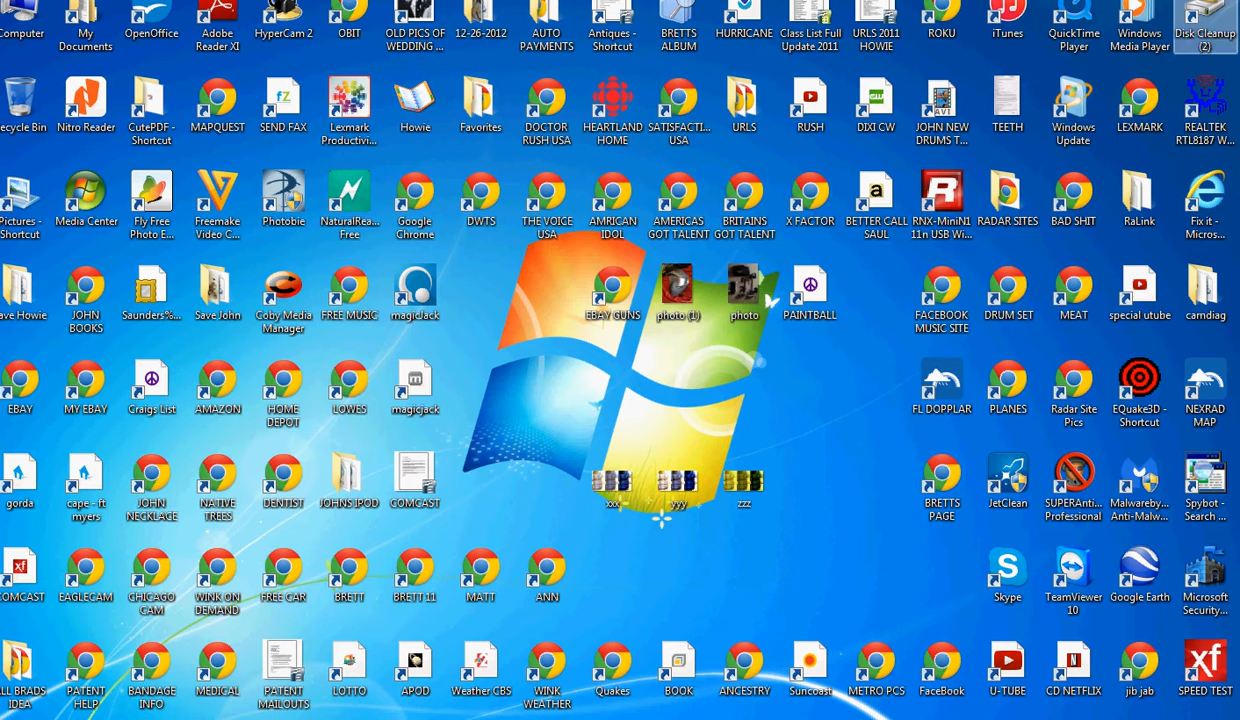 Computer
My Documents
OpenOffice
Adobe Reader XI
HyperCam 2
OBIT
OLD PICS OF WEDDING ...
12-26-2012
AUTO PAYMENTS
Antiques - Shortcut
BRETTS ALBUM
HURRICANE
Class List Full Update 2011
URLS 2011 HOWIE
ROKU
iTunes
QuickTime Player
Windows Media Player
Disk Cleanup (2)
ecycle Bin
Nitro Reader
CutePDF - Shortcut
MAPQUEST
SEND FAX
Lexmark Productivi...
Howie
Favorites
DOCTOR RUSH USA
HEARTLAND HOME
SATISFACTI... USA
URLS
RUSH
DIXI CW
JOHN NEW DRUMS T...
TEETH
Windows Update
LEXMARK
REALTEK RTL8187 W...
Pictures - Shortcut
Media Center
Fly Free Photo E...
Freemake Video C...
Photobie
NaturalRea... Free
Google Chrome
DWTS
THE VOICE USA
AMRICAN IDOL
AMERICAS GOT TALENT
BRITAINS GOT TALENT
X FACTOR
BETTER CALL SAUL
RNX-MiniN1 11n USB Wi...
RADAR SITES
BAD SHIT
RaLink
Fix it - Micros...
ave Howie
JOHN BOOKS
Saunders%...
Save John
Coby Media Manager
FREE MUSIC
magicJack
EBAY GUNS
photo (1)
photo
PAINTBALL
FACEBOOK MUSIC SITE
DRUM SET
MEAT
special utube
camdiag
EBAY
MY EBAY
Craigs List
AMAZON
HOME DEPOT
LOWES
magicjack
FL DOPPLAR
PLANES
Radar Site Pics
EQuake3D - Shortcut
NEXRAD MAP
gorda
cape - ft myers
JOHN NECKLACE
NATIVE TREES
DENTIST
JOHNS IPOD
COMCAST
xxx
yyy
zzz
BRETTS PAGE
JetClean
SUPERAnti... Professional
Malwareby... Anti-Malw...
Spybot - Search ...
OMCAST
EAGLECAM
CHICAGO CAM
WINK ON DEMAND
FREE CAR
BRETT
BRETT 11
MATT
ANN
Skype
TeamViewer 10
Google Earth
Microsoft Security...
LL BRADS IDEA
PATENT HELP
BANDAGE INFO
MEDICAL
PATENT MAILOUTS
LOTTO
APOD
Weather CBS
WINK WEATHER
Quakes
BOOK
ANCESTRY
Suncoast
METRO PCS
FaceBook
U-TUBE
CD NETFLIX
jib jab
SPEED TEST